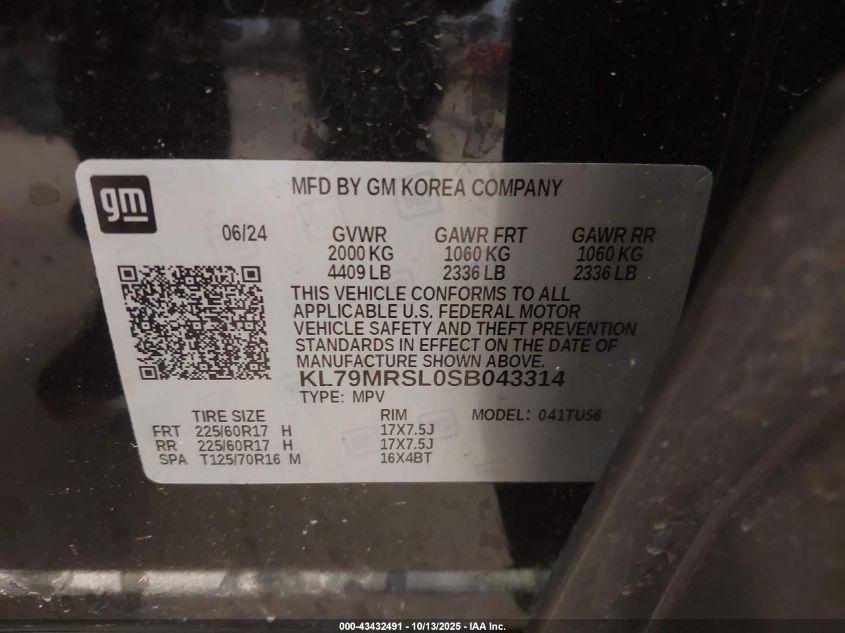 gm
MFD BY GM KOREA COMPANY
06/24 GVWR GAWR FRT GAWR RR
2000 KG 1060 KG 1060 KG
4409 LB 2336 LB 2336 LB
THIS VEHICLE CONFORMS TO ALL
APPLICABLE U.S. FEDERAL MOTOR
VEHICLE SAFETY AND THEFT PREVENTION
STANDARDS IN EFFECT ON THE DATE OF
MANUFACTURE SHOWN ABOVE.
KL79MRSL0SB043314
TYPE: MPV
TIRE SIZE RIM MODEL: 041TU56
FRT 225/60R17 H 17X7.5J
RR 225/60R17 H 17X7.5J
SPA T125/70R16 M 16X4BT
000-43432491 - 10/13/2025 - IAA Inc.